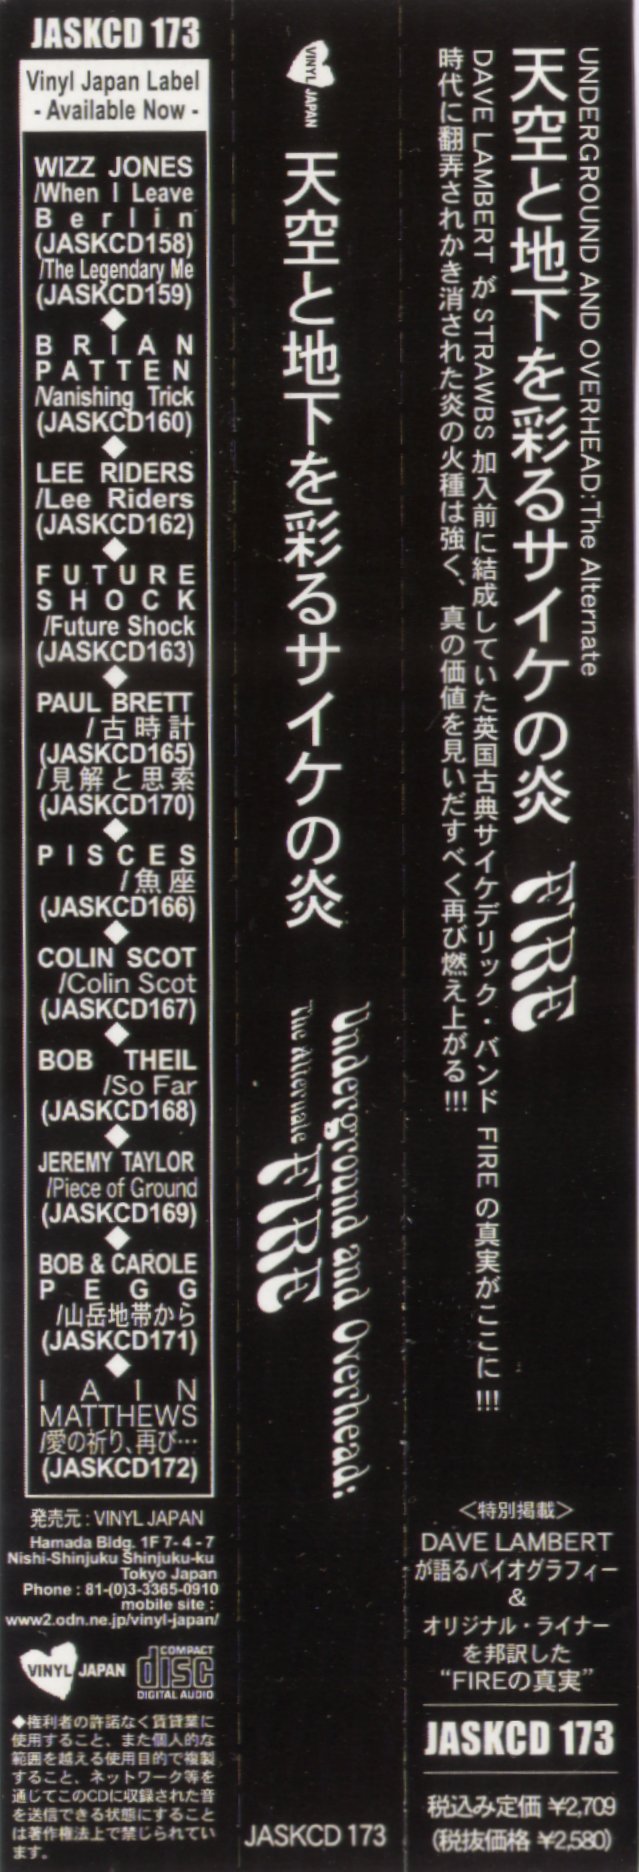 JASKCD 173
Vinyl Japan Label
- Available Now -
WIZZ JONES
/When I Leave
Berlin
(JASKCD158)
/The Legendary Me
(JASKCD159)
◆
BRIAN
PATTEN
/Vanishing Trick
(JASKCD160)
◆
LEE RIDERS
/Lee Riders
(JASKCD162)
◆
FUTURE
SHOCK
/Future Shock
(JASKCD163)
◆
PAUL BRETT
/古時計
(JASKCD165)
/見解と思索
(JASKCD170)
◆
PISCES
/魚座
(JASKCD166)
◆
COLIN SCOT
/Colin Scot
(JASKCD167)
◆
BOB THEIL
/So Far
(JASKCD168)
◆
JEREMY TAYLOR
/Piece of Ground
(JASKCD169)
◆
BOB & CAROLE
PEGG
/山岳地帯から
(JASKCD171)
◆
IAIN
MATTHEWS
/愛の祈り、再び…
(JASKCD172)
発売元 : VINYL JAPAN
Hamada Bldg. 1F 7-4-7
Nishi-Shinjuku Shinjuku-ku
Tokyo Japan
Phone : 81-(0)3-3365-0910
mobile site :
www2.odn.ne.jp/vinyl-japan/
VINYL JAPAN
COMPACT
disc
DIGITAL AUDIO
◆権利者の許諾なく賃貸業に
使用すること、また個人的な
範囲を越える使用目的で複製
すること、ネットワーク等を
通じてこのCDに収録された音
を送信できる状態にすること
は著作権法上で禁じられてい
ます。
VINYL JAPAN
天空と地下を彩るサイケの炎
Underground and Overhead:
The Alternate FIRE
JASKCD 173
UNDERGROUND AND OVERHEAD:The Alternate
天空と地下を彩るサイケの炎 FIRE
DAVE LAMBERT が STRAWBS 加入前に結成していた英国古典サイケデリック・バンド FIRE の真実がここに!!!
時代に翻弄されかき消された炎の火種は強く、真の価値を見いだすべく再び燃え上がる!!!
＜特別掲載＞
DAVE LAMBERT
が語るバイオグラフィー
&
オリジナル・ライナー
を邦訳した
“FIREの真実”
JASKCD 173
税込み定価 ¥2,709
(税抜価格 ¥2,580)